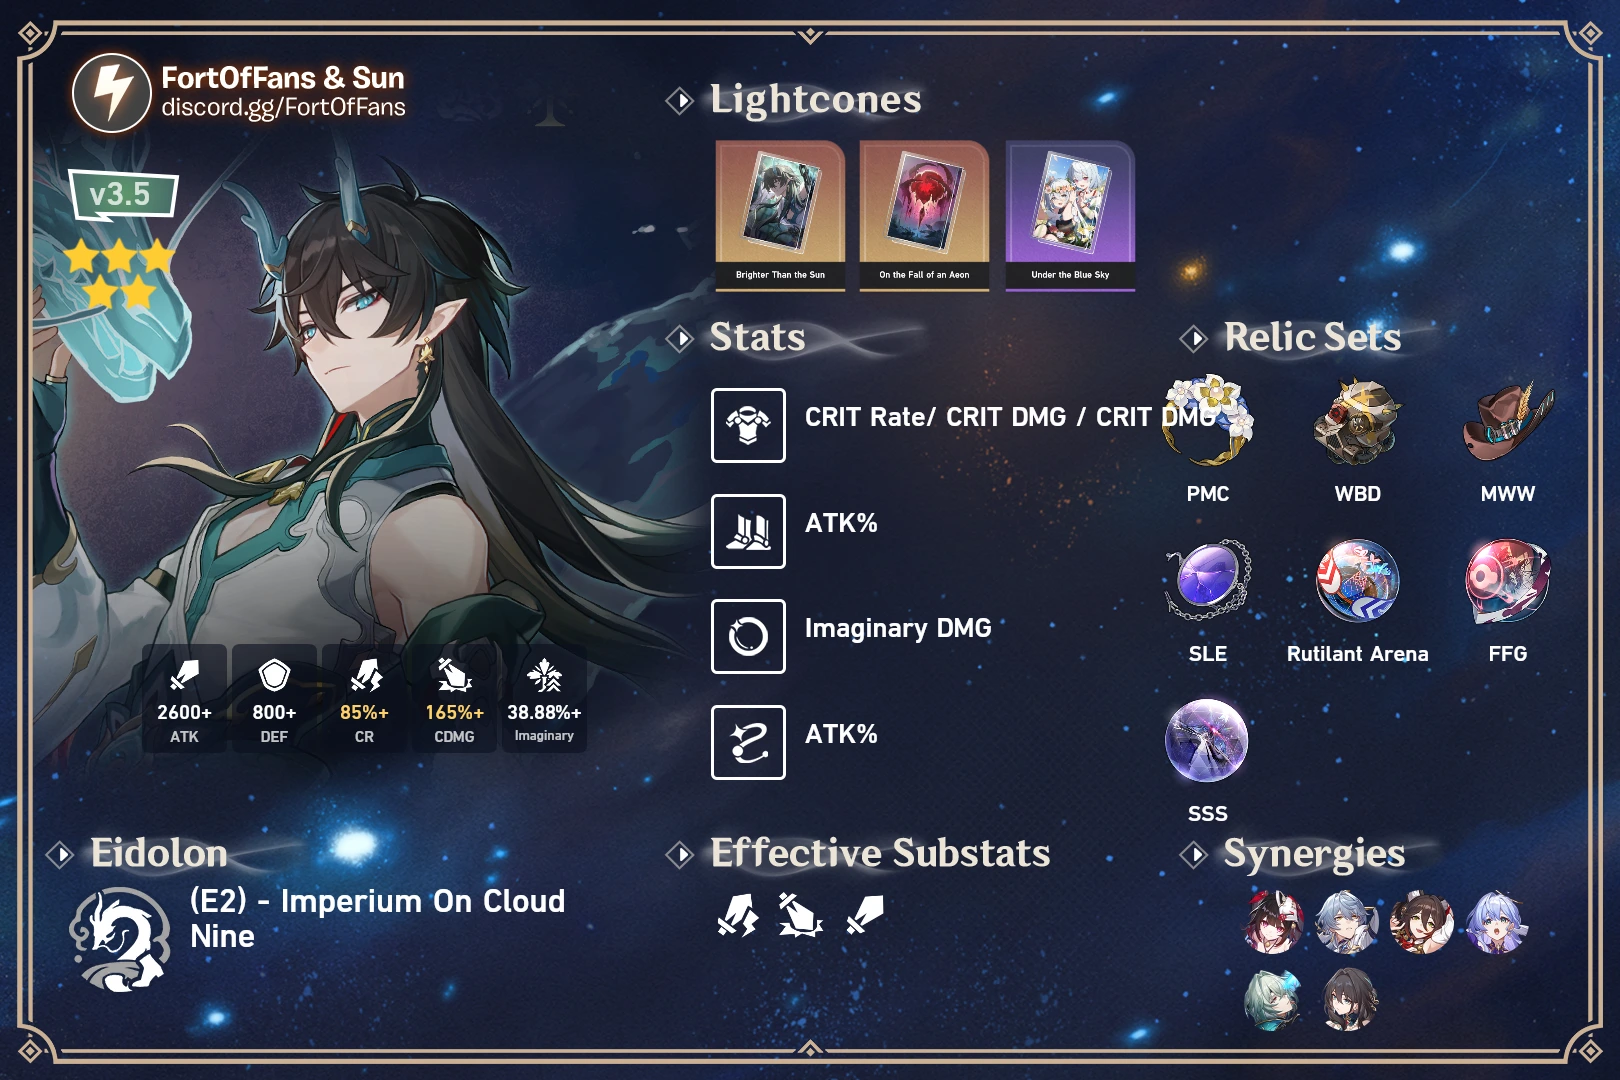 FortOfFans & Sun
discord.gg/FortOfFans
v3.5
Lightcones
Brighter Than the Sun
On the Fall of an Aeon
Under the Blue Sky
Stats
CRIT Rate/ CRIT DMG / CRIT DMG
ATK%
Imaginary DMG
ATK%
Relic Sets
PMC
WBD
MWW
SLE
Rutilant Arena
FFG
SSS
2600+
ATK
800+
DEF
85%+
CR
165%+
CDMG
38.88%+
Imaginary
Eidolon
(E2) - Imperium On Cloud
Nine
Effective Substats
Synergies